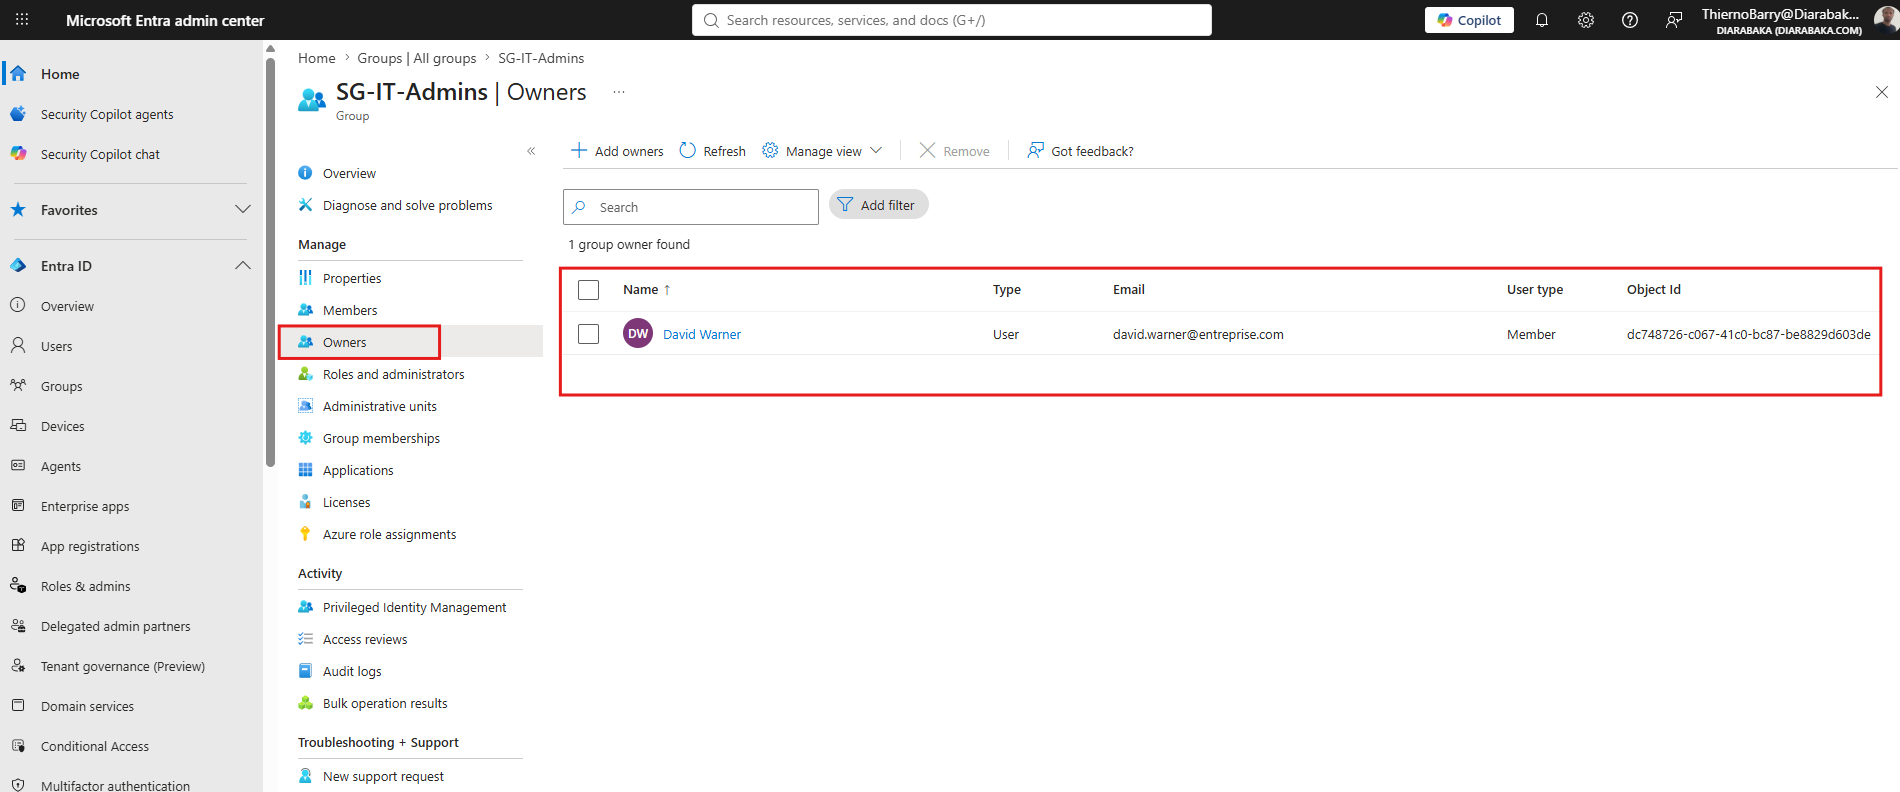 Microsoft Entra admin center
Search resources, services, and docs (G+/)
Copilot
ThiernoBarry@Diarabak...
DIARABAKA (DIARABAKA.COM)
Home
Security Copilot agents
Security Copilot chat
Favorites
Entra ID
Overview
Users
Groups
Devices
Agents
Enterprise apps
App registrations
Roles & admins
Delegated admin partners
Tenant governance (Preview)
Domain services
Conditional Access
Multifactor authentication
Home > Groups | All groups > SG-IT-Admins
SG-IT-Admins | Owners ...
Group
«
Overview
Diagnose and solve problems
Manage
Properties
Members
Owners
Roles and administrators
Administrative units
Group memberships
Applications
Licenses
Azure role assignments
Activity
Privileged Identity Management
Access reviews
Audit logs
Bulk operation results
Troubleshooting + Support
New support request
Add owners Refresh Manage view Remove Got feedback?
Search Add filter
1 group owner found
Name ↑ Type Email User type Object Id
DW David Warner User david.warner@entreprise.com Member dc748726-c067-41c0-bc87-be8829d603de